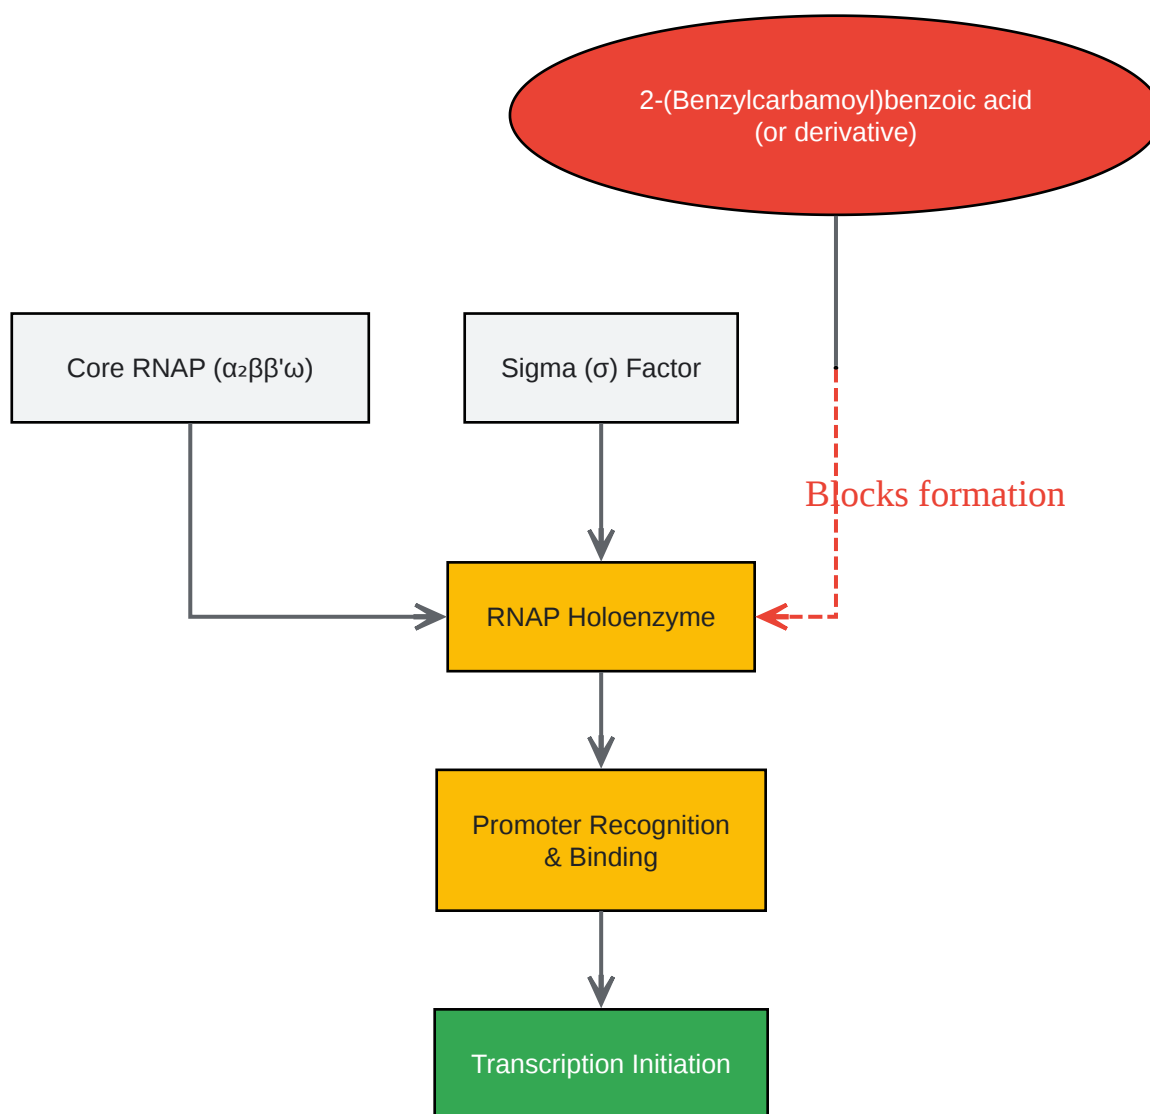 2-(Benzylcarbamoyl)benzoic acid
(or derivative)
Core RNAP (α₂ββ'ω)
Sigma (σ) Factor
Blocks formation
RNAP Holoenzyme
Promoter Recognition
& Binding
Transcription Initiation